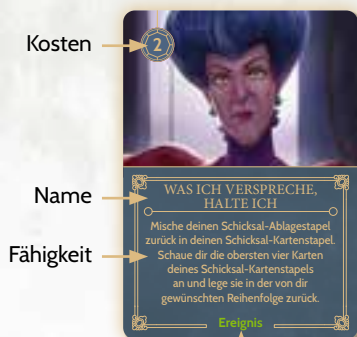 Kosten
2
Name
WAS ICH VERSPRECHE,
HALTE ICH
Fähigkeit
Mische deinen Schicksal-Ablagestapel
zurück in deinen Schicksal-Kartenstapel.
Schaue dir die obersten vier Karten
deines Schicksal-Kartenstapels
an und lege sie in der von dir
gewünschten Reihenfolge zurück.
Ereignis